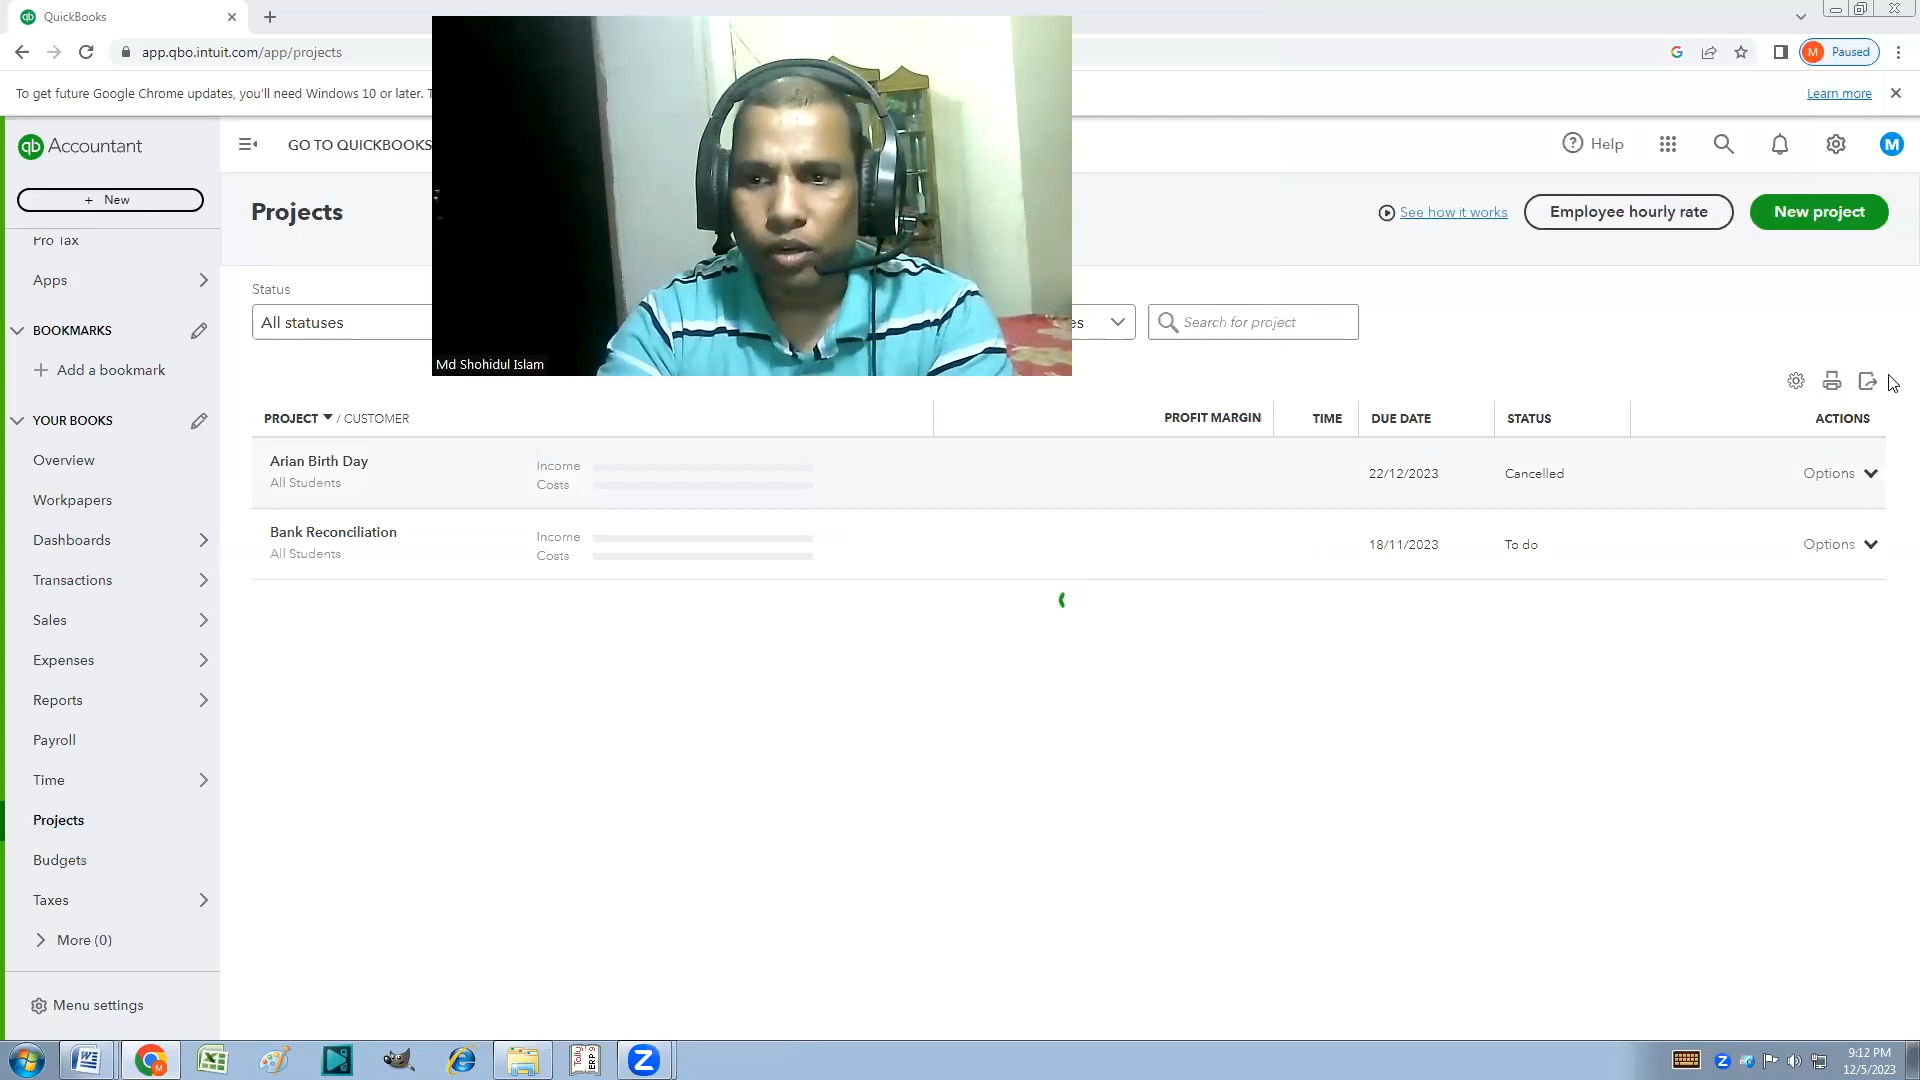 QuickBooks
app.qbo.intuit.com/app/projects
M Paused
To get future Google Chrome updates, you'll need Windows 10 or later.
Learn more
qb Accountant
GO TO QUICKBOOKS
Help
M
+ New
Projects
See how it works
Employee hourly rate
New project
Pro Tax
Apps
BOOKMARKS
Add a bookmark
YOUR BOOKS
Overview
Workpapers
Dashboards
Transactions
Sales
Expenses
Reports
Payroll
Time
Projects
Budgets
Taxes
More (0)
Menu settings
Status
All statuses
Search for project
Md Shohidul Islam
PROJECT / CUSTOMER
PROFIT MARGIN
TIME
DUE DATE
STATUS
ACTIONS
Arian Birth Day
All Students
Income
Costs
22/12/2023
Cancelled
Options
Bank Reconciliation
All Students
Income
Costs
18/11/2023
To do
Options
Tally
ERP 9
9:12 PM
12/5/2023